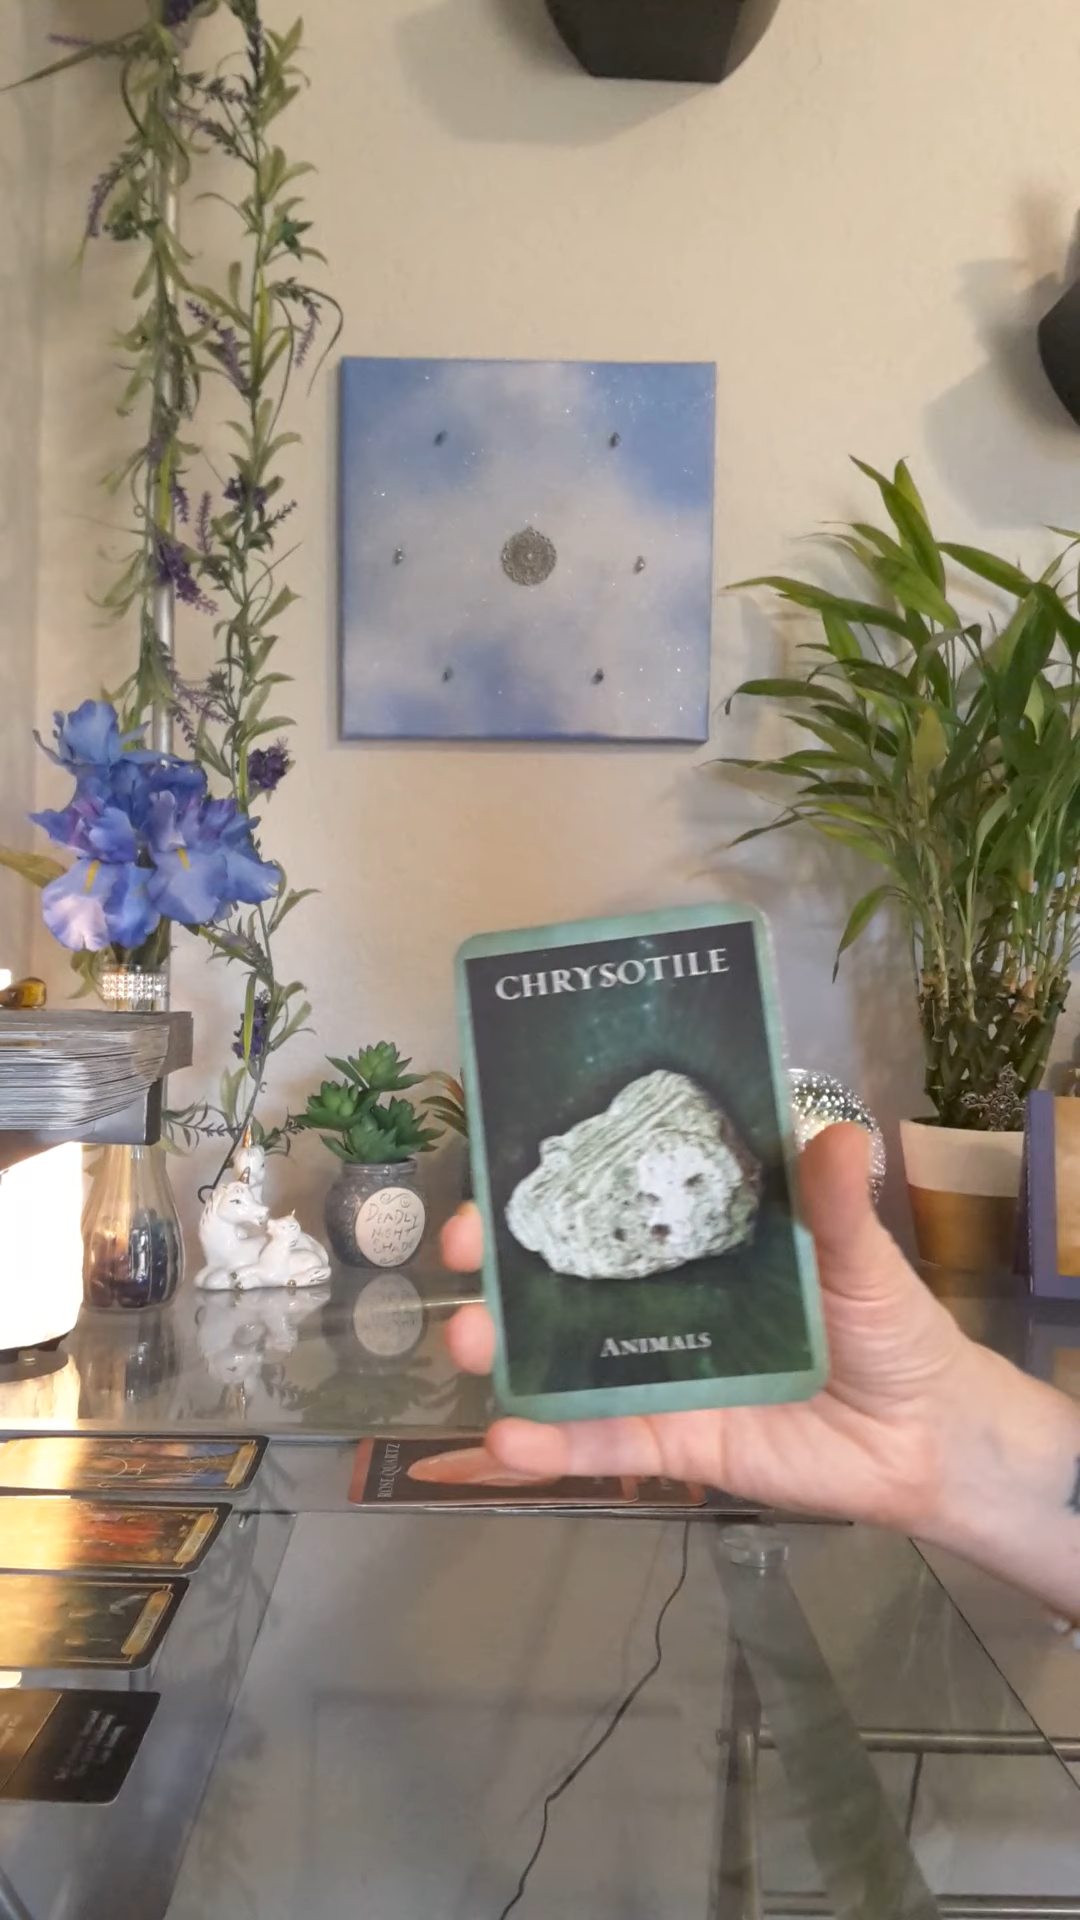 CHRYSOTILE
ANIMALS
DEADLY
NIGHT
SHADE
ROSE QUARTZ